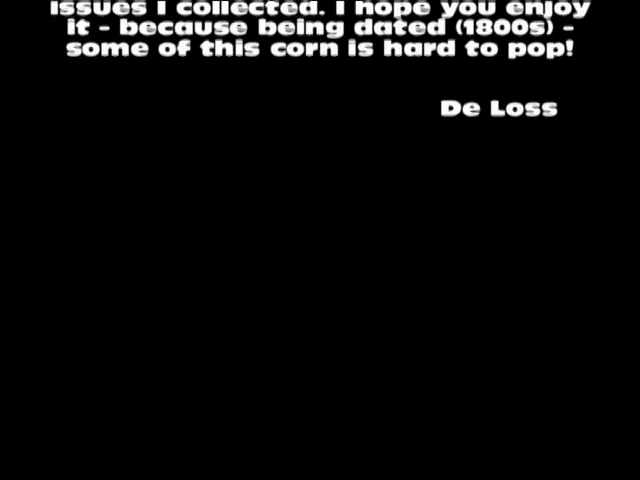 issues I collected. I hope you enjoy
it - because being dated (1800s) -
some of this corn is hard to pop!
De Loss